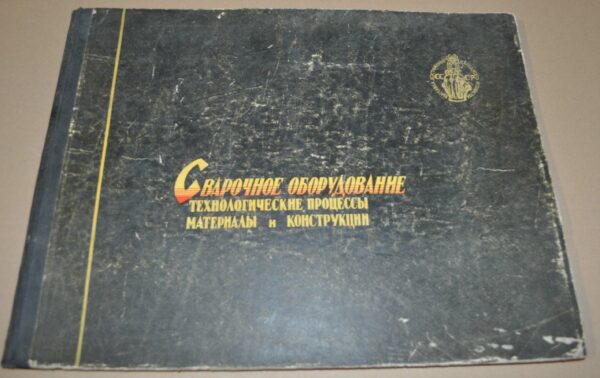 СВАРОЧНОЕ ОБОРУДОВАНИЕ
ТЕХНОЛОГИЧЕСКИЕ ПРОЦЕССЫ
МАТЕРИАЛЫ и КОНСТРУКЦИИ